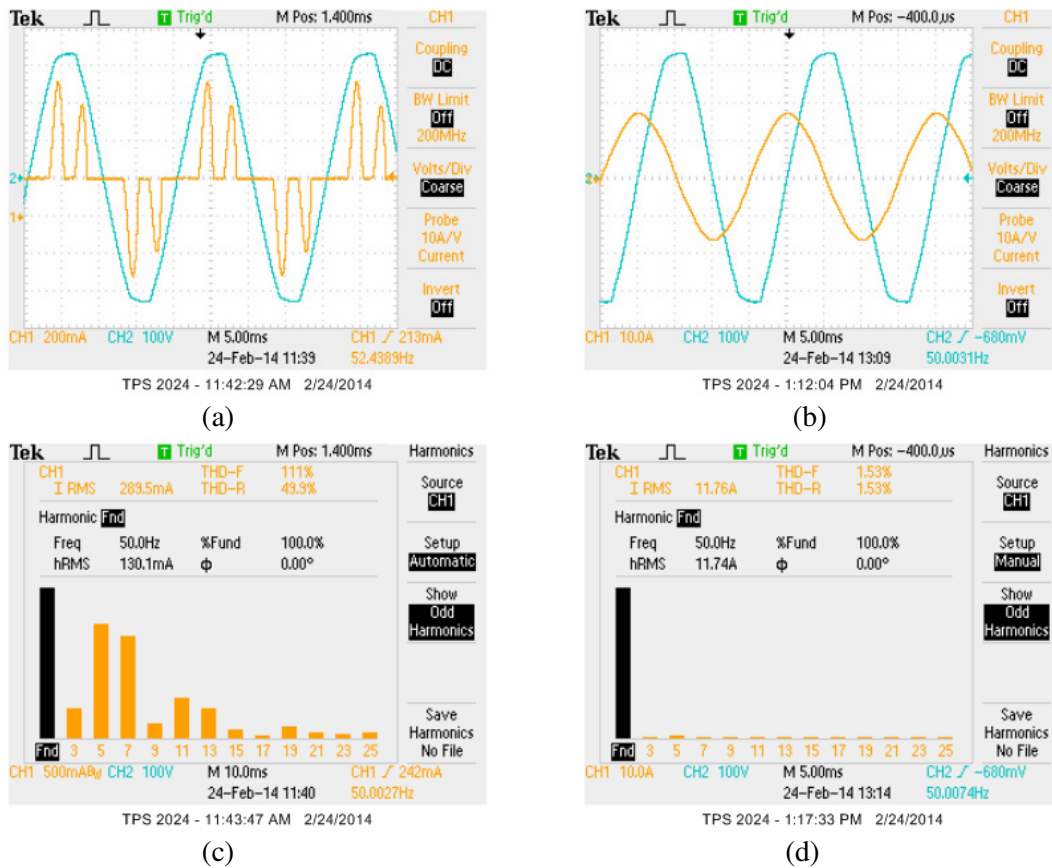 Tek Trig'd M Pos: 1.400ms CH1
Coupling
DC
BW Limit
Off
200MHz
Volts/Div
Coarse
Probe
10A/V
Current
Invert
Off
2
1
CH1 200mA CH2 100V M 5.00ms CH1 213mA
24-Feb-14 11:39 52.4389Hz
TPS 2024 - 11:42:29 AM 2/24/2014
(a)
Tek Trig'd M Pos: -400.0µs CH1
Coupling
DC
BW Limit
Off
200MHz
Volts/Div
Coarse
Probe
10A/V
Current
Invert
Off
2
CH1 10.0A CH2 100V M 5.00ms CH2 -680mV
24-Feb-14 13:09 50.0031Hz
TPS 2024 - 1:12:04 PM 2/24/2014
(b)
Tek T Trig'd M Pos: 1.400ms Harmonics
CH1 THD-F 111%
I RMS 289.5mA THD-R 49.9%
Harmonic Fnd
Freq 50.0Hz %Fund 100.0%
hRMS 130.1mA ϕ 0.00°
Source
CH1
Setup
Automatic
Show
Odd
Harmonics
Save
Harmonics
No File
Fnd 3 5 7 9 11 13 15 17 19 21 23 25
CH1 500mABW CH2 100V M 10.0ms CH1 242mA
24-Feb-14 11:40 50.0027Hz
TPS 2024 - 11:43:47 AM 2/24/2014
(c)
Tek T Trig'd M Pos: -400.0µs Harmonics
CH1 THD-F 1.53%
I RMS 11.76A THD-R 1.53%
Harmonic Fnd
Freq 50.0Hz %Fund 100.0%
hRMS 11.74A ϕ 0.00°
Source
CH1
Setup
Manual
Show
Odd
Harmonics
Save
Harmonics
No File
Fnd 3 5 7 9 11 13 15 17 19 21 23 25
CH1 10.0A CH2 100V M 5.00ms CH2 -680mV
24-Feb-14 13:14 50.0074Hz
TPS 2024 - 1:17:33 PM 2/24/2014
(d)